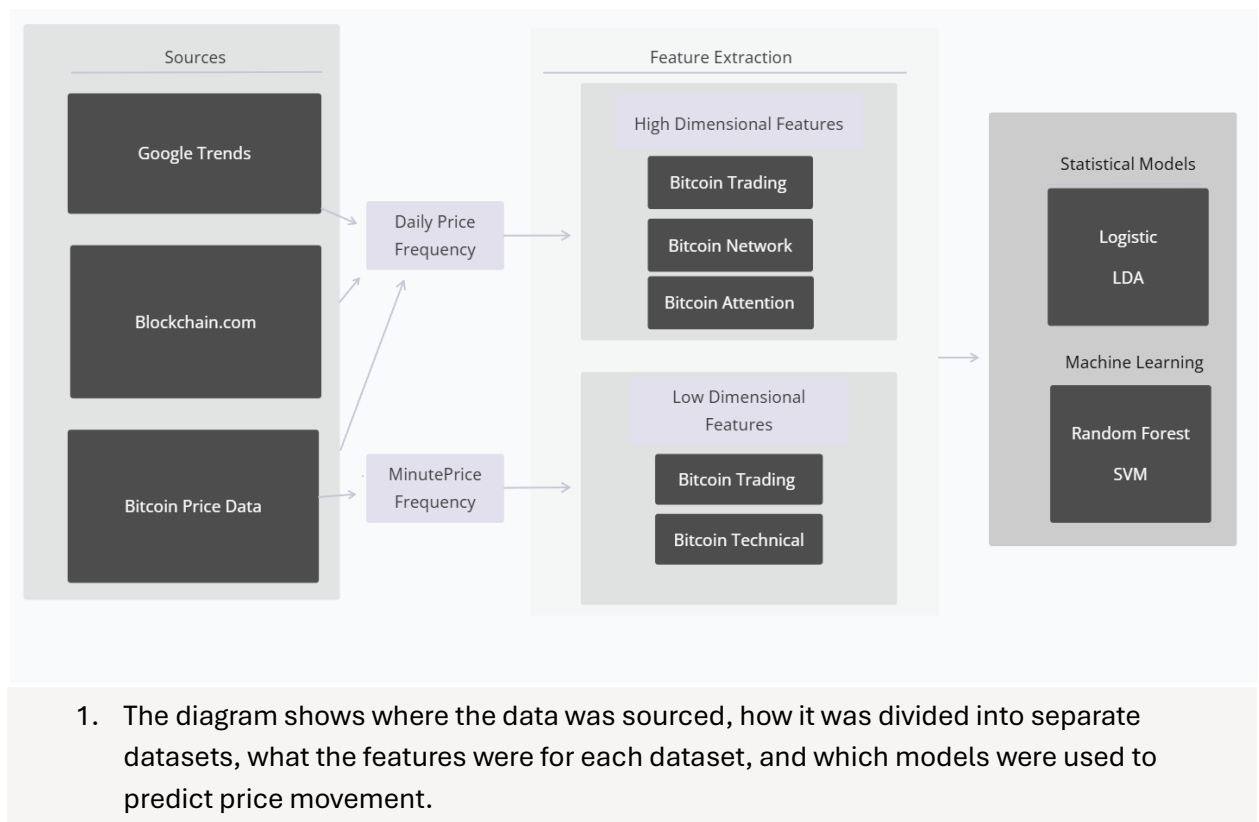 Sources
Google Trends
Blockchain.com
Bitcoin Price Data
Daily Price
Frequency
MinutePrice
Frequency
Feature Extraction
High Dimensional Features
Bitcoin Trading
Bitcoin Network
Bitcoin Attention
Low Dimensional
Features
Bitcoin Trading
Bitcoin Technical
Statistical Models
Logistic
LDA
Machine Learning
Random Forest
SVM
1. The diagram shows where the data was sourced, how it was divided into separate
datasets, what the features were for each dataset, and which models were used to
predict price movement.